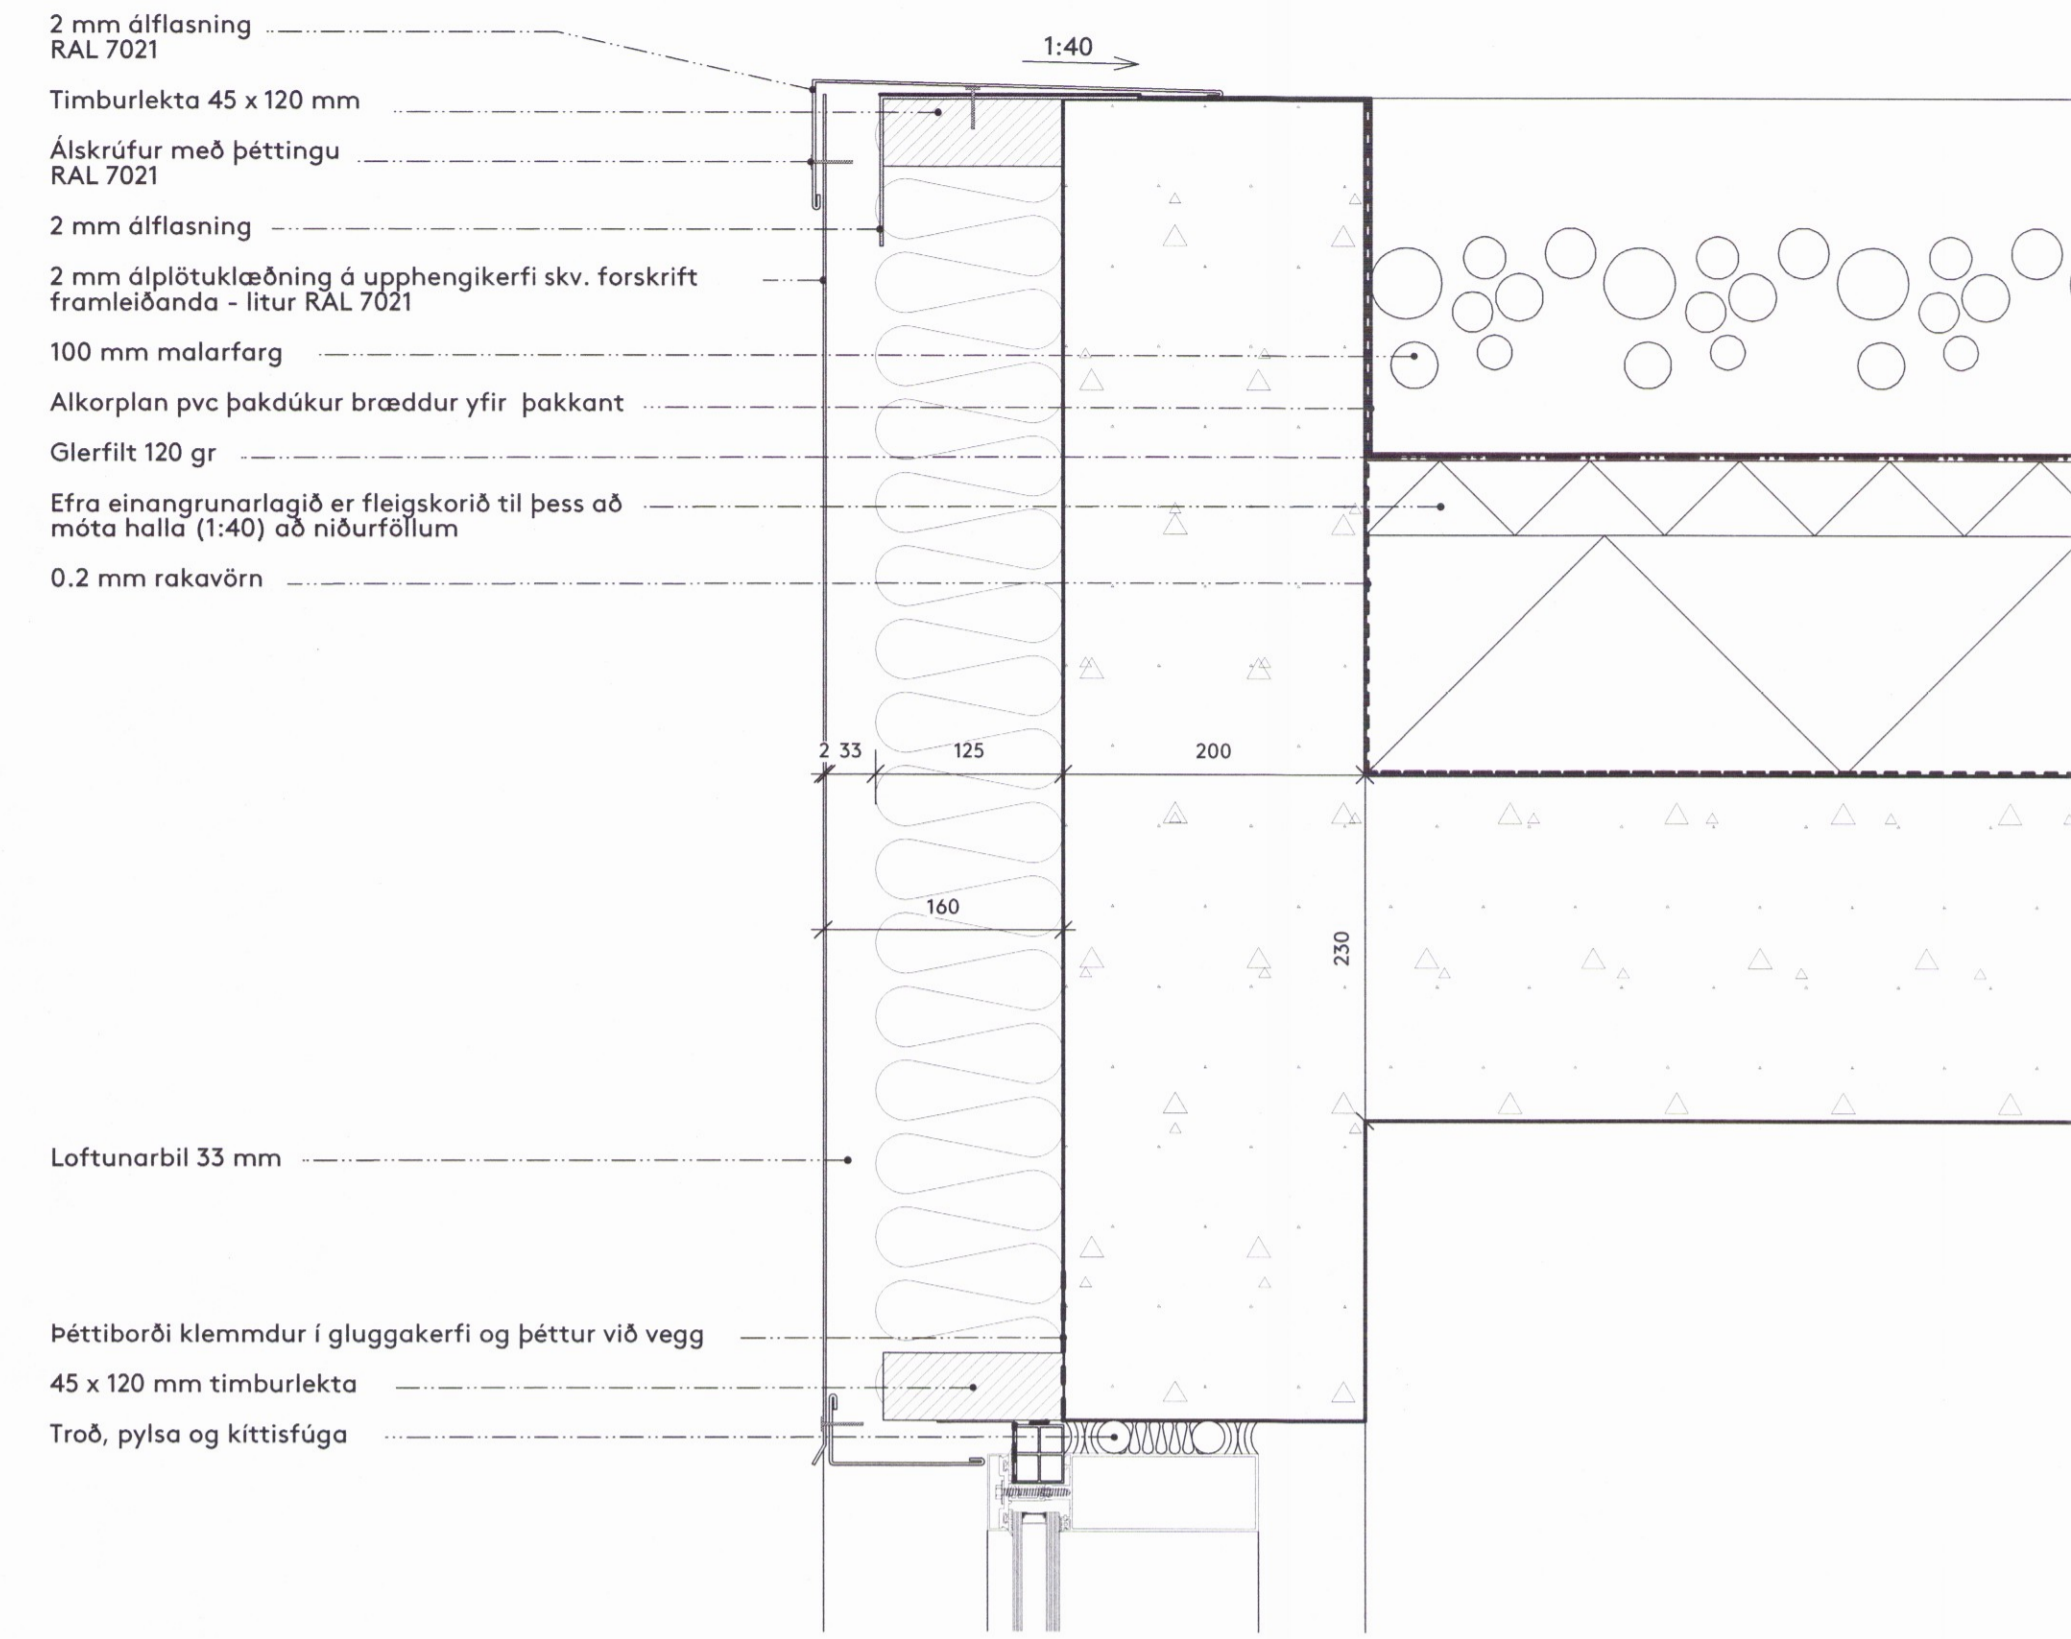 2 mm álflasning
RAL 7021
1:40
Timburlekta 45 x 120 mm
Álskrúfur með þéttingu
RAL 7021
2 mm álflasning
2 mm álplötuklæðning á upphengikerfi skv. forskrift
framleiðanda - litur RAL 7021
100 mm malarfarg
Alkorplan pvc þakdúkur bræddur yfir þakkant
Glerfilt 120 gr
Efra einangrunarlagið er fleigskorið til þess að
móta halla (1:40) að niðurföllum
0.2 mm rakavörn
2 33 125 200
160
230
Loftunarbil 33 mm
Þéttiborði klemmdur í gluggakerfi og þéttur við vegg
45 x 120 mm timburlekta
Troð, pylsa og kíttisfúga